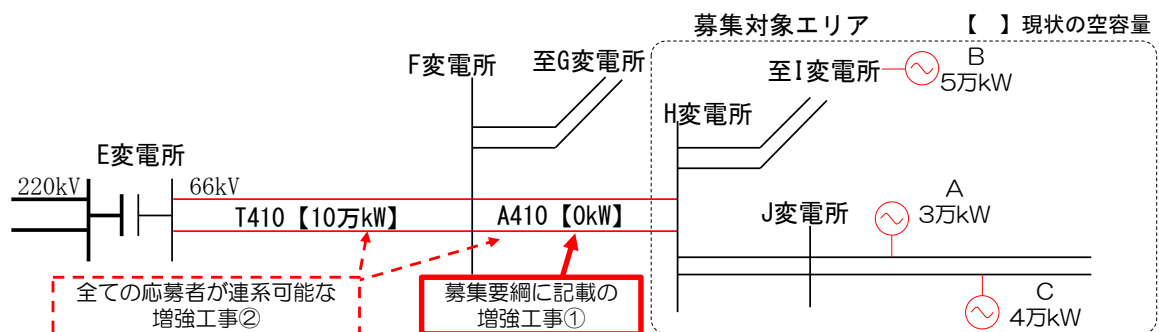 募集対象エリア
【　】現状の空容量
F変電所
至G変電所
至I変電所
B
5万kW
H変電所
E変電所
220kV
66kV
T410【10万kW】
A410【0kW】
J変電所
A
3万kW
C
4万kW
全ての応募者が連系可能な
増強工事②
募集要綱に記載の
増強工事①